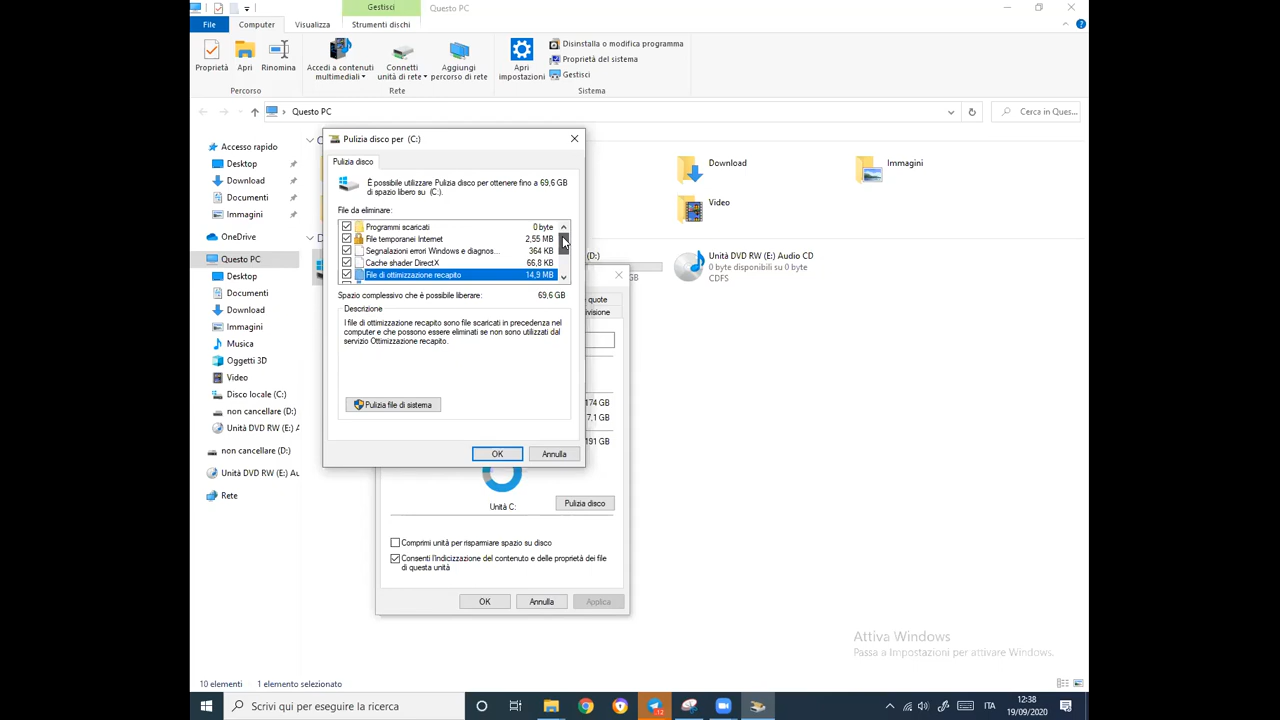 Gestisci
Questo PC
File
Computer
Visualizza
Strumenti dischi
Proprietà
Apri
Rinomina
Accedi a contenuti
multimediali
Connetti
unità di rete
Aggiungi
percorso di rete
Apri
impostazioni
Disinstalla o modifica programma
Proprietà del sistema
Gestisci
Percorso
Rete
Sistema
Questo PC
Cerca in Ques...
Accesso rapido
Desktop
Download
Documenti
Immagini
OneDrive
Questo PC
Desktop
Documenti
Download
Immagini
Musica
Oggetti 3D
Video
Disco locale (C:)
non cancellare (D:)
Unità DVD RW (E:) A
non cancellare (D:)
Unità DVD RW (E:) Au
Rete
Download
Immagini
Video
(D:)
GB
Unità DVD RW (E:) Audio CD
0 byte disponibili su 0 byte
CDFS
Pulizia disco per (C:)
Pulizia disco
È possibile utilizzare Pulizia disco per ottenere fino a 69,6 GB
di spazio libero su (C:).
File da eliminare:
Programmi scaricati 0 byte
File temporanei Internet 2,55 MB
Segnalazioni errori Windows e diagnos... 364 KB
Cache shader DirectX 66,8 KB
File di ottimizzazione recapito 14,9 MB
Spazio complessivo che è possibile liberare: 69,6 GB
Descrizione
I file di ottimizzazione recapito sono file scaricati in precedenza nel
computer e che possono essere eliminati se non sono utilizzati dal
servizio Ottimizzazione recapito.
Pulizia file di sistema
OK
Annulla
quote
174 GB
17,1 GB
191 GB
Unità C:
Pulizia disco
Comprimi unità per risparmiare spazio su disco
Consenti l'indicizzazione del contenuto e delle proprietà dei file
di questa unità
OK
Annulla
Applica
Attiva Windows
Passa a Impostazioni per attivare Windows.
10 elementi
1 elemento selezionato
Scrivi qui per eseguire la ricerca
ITA
12:38
19/09/2020